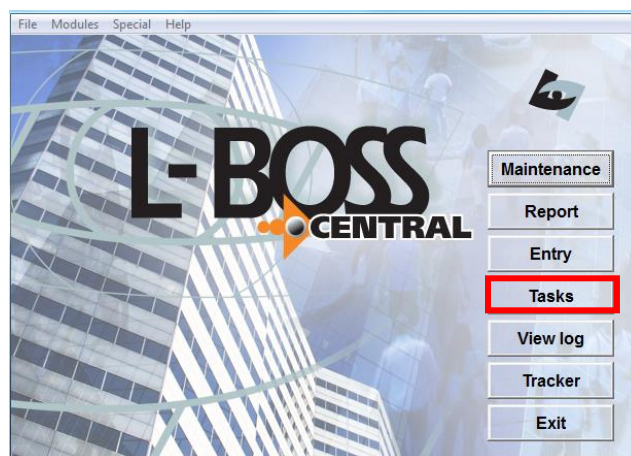 File Modules Special Help
L-BOSS
CENTRAL
Maintenance
Report
Entry
Tasks
View log
Tracker
Exit